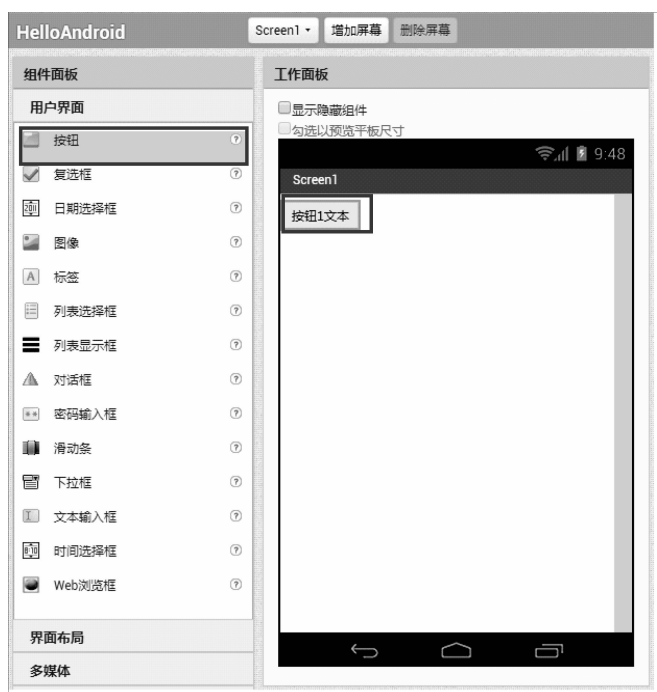 HelloAndroid
Screen1 增加屏幕 删除屏幕
组件面板
用户界面
按钮
复选框
日期选择框
图像
标签
列表选择框
列表显示框
对话框
密码输入框
滑动条
下拉框
文本输入框
时间选择框
Web浏览框
界面布局
多媒体
工作面板
显示隐藏组件
勾选以预览平板尺寸
9:48
Screen1
按钮1文本